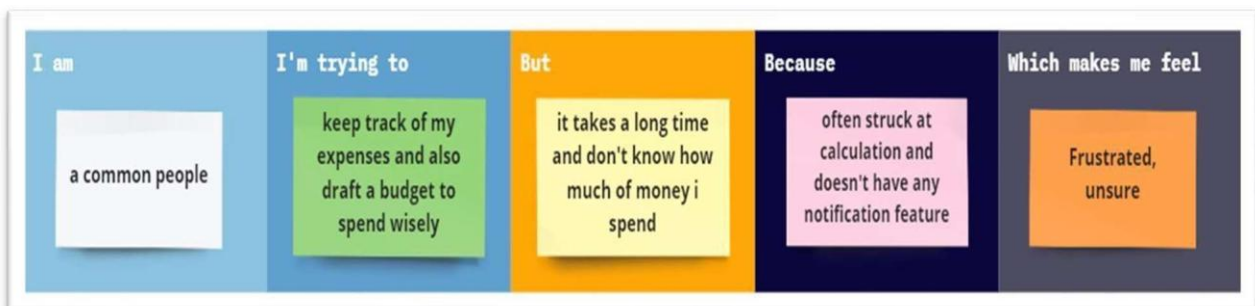 I am
a common people
I'm trying to
keep track of my
expenses and also
draft a budget to
spend wisely
But
it takes a long time
and don't know how
much of money i
spend
Because
often struck at
calculation and
doesn't have any
notification feature
Which makes me feel
Frustrated,
unsure